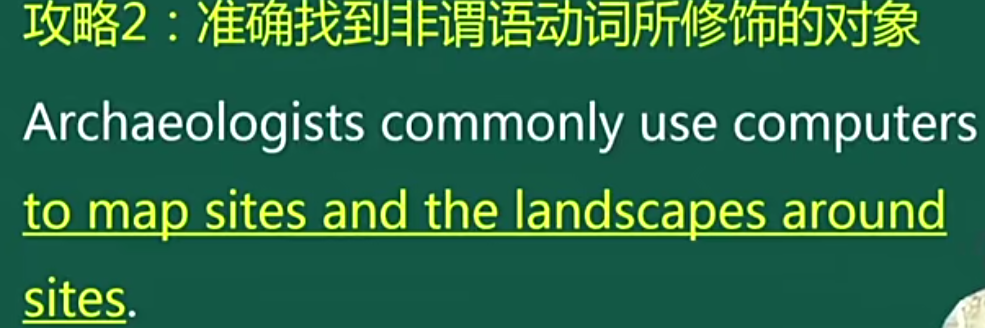 攻略2：准确找到非谓语动词所修饰的对象
Archaeologists commonly use computers
to map sites and the landscapes around
sites.